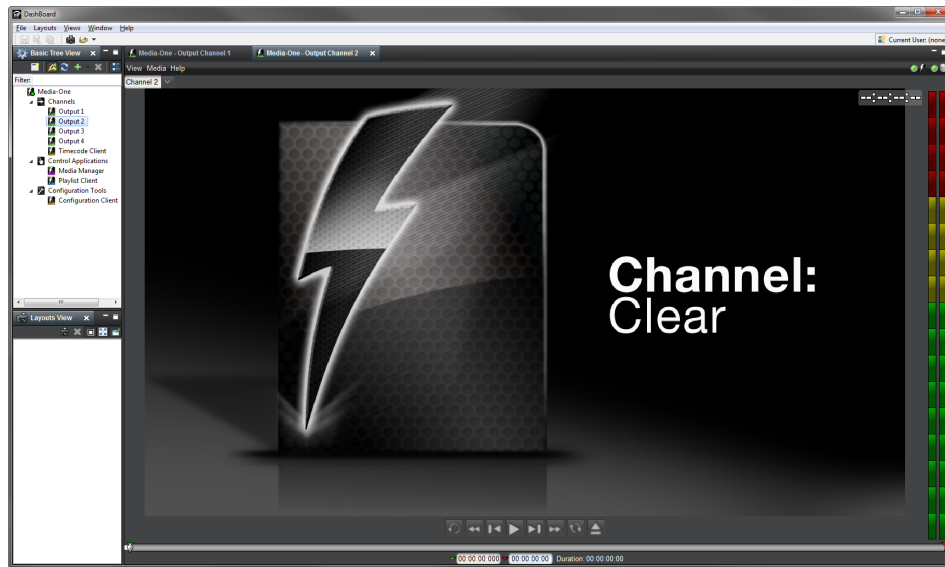 DashBoard
File Layouts Views Window Help
Current User: (none
Basic Tree View
Media-One - Output Channel 1
Media-One - Output Channel 2
View Media Help
Filter:
Channel 2
Media-One
Channels
Output 1
Output 2
Output 3
Output 4
Timecode Client
Control Applications
Media Manager
Playlist Client
Configuration Tools
Configuration Client
--:--:--:--
Channel:
Clear
Layouts View
00:00:00:000
00:00:00:00
Duration: 00:00:00:00